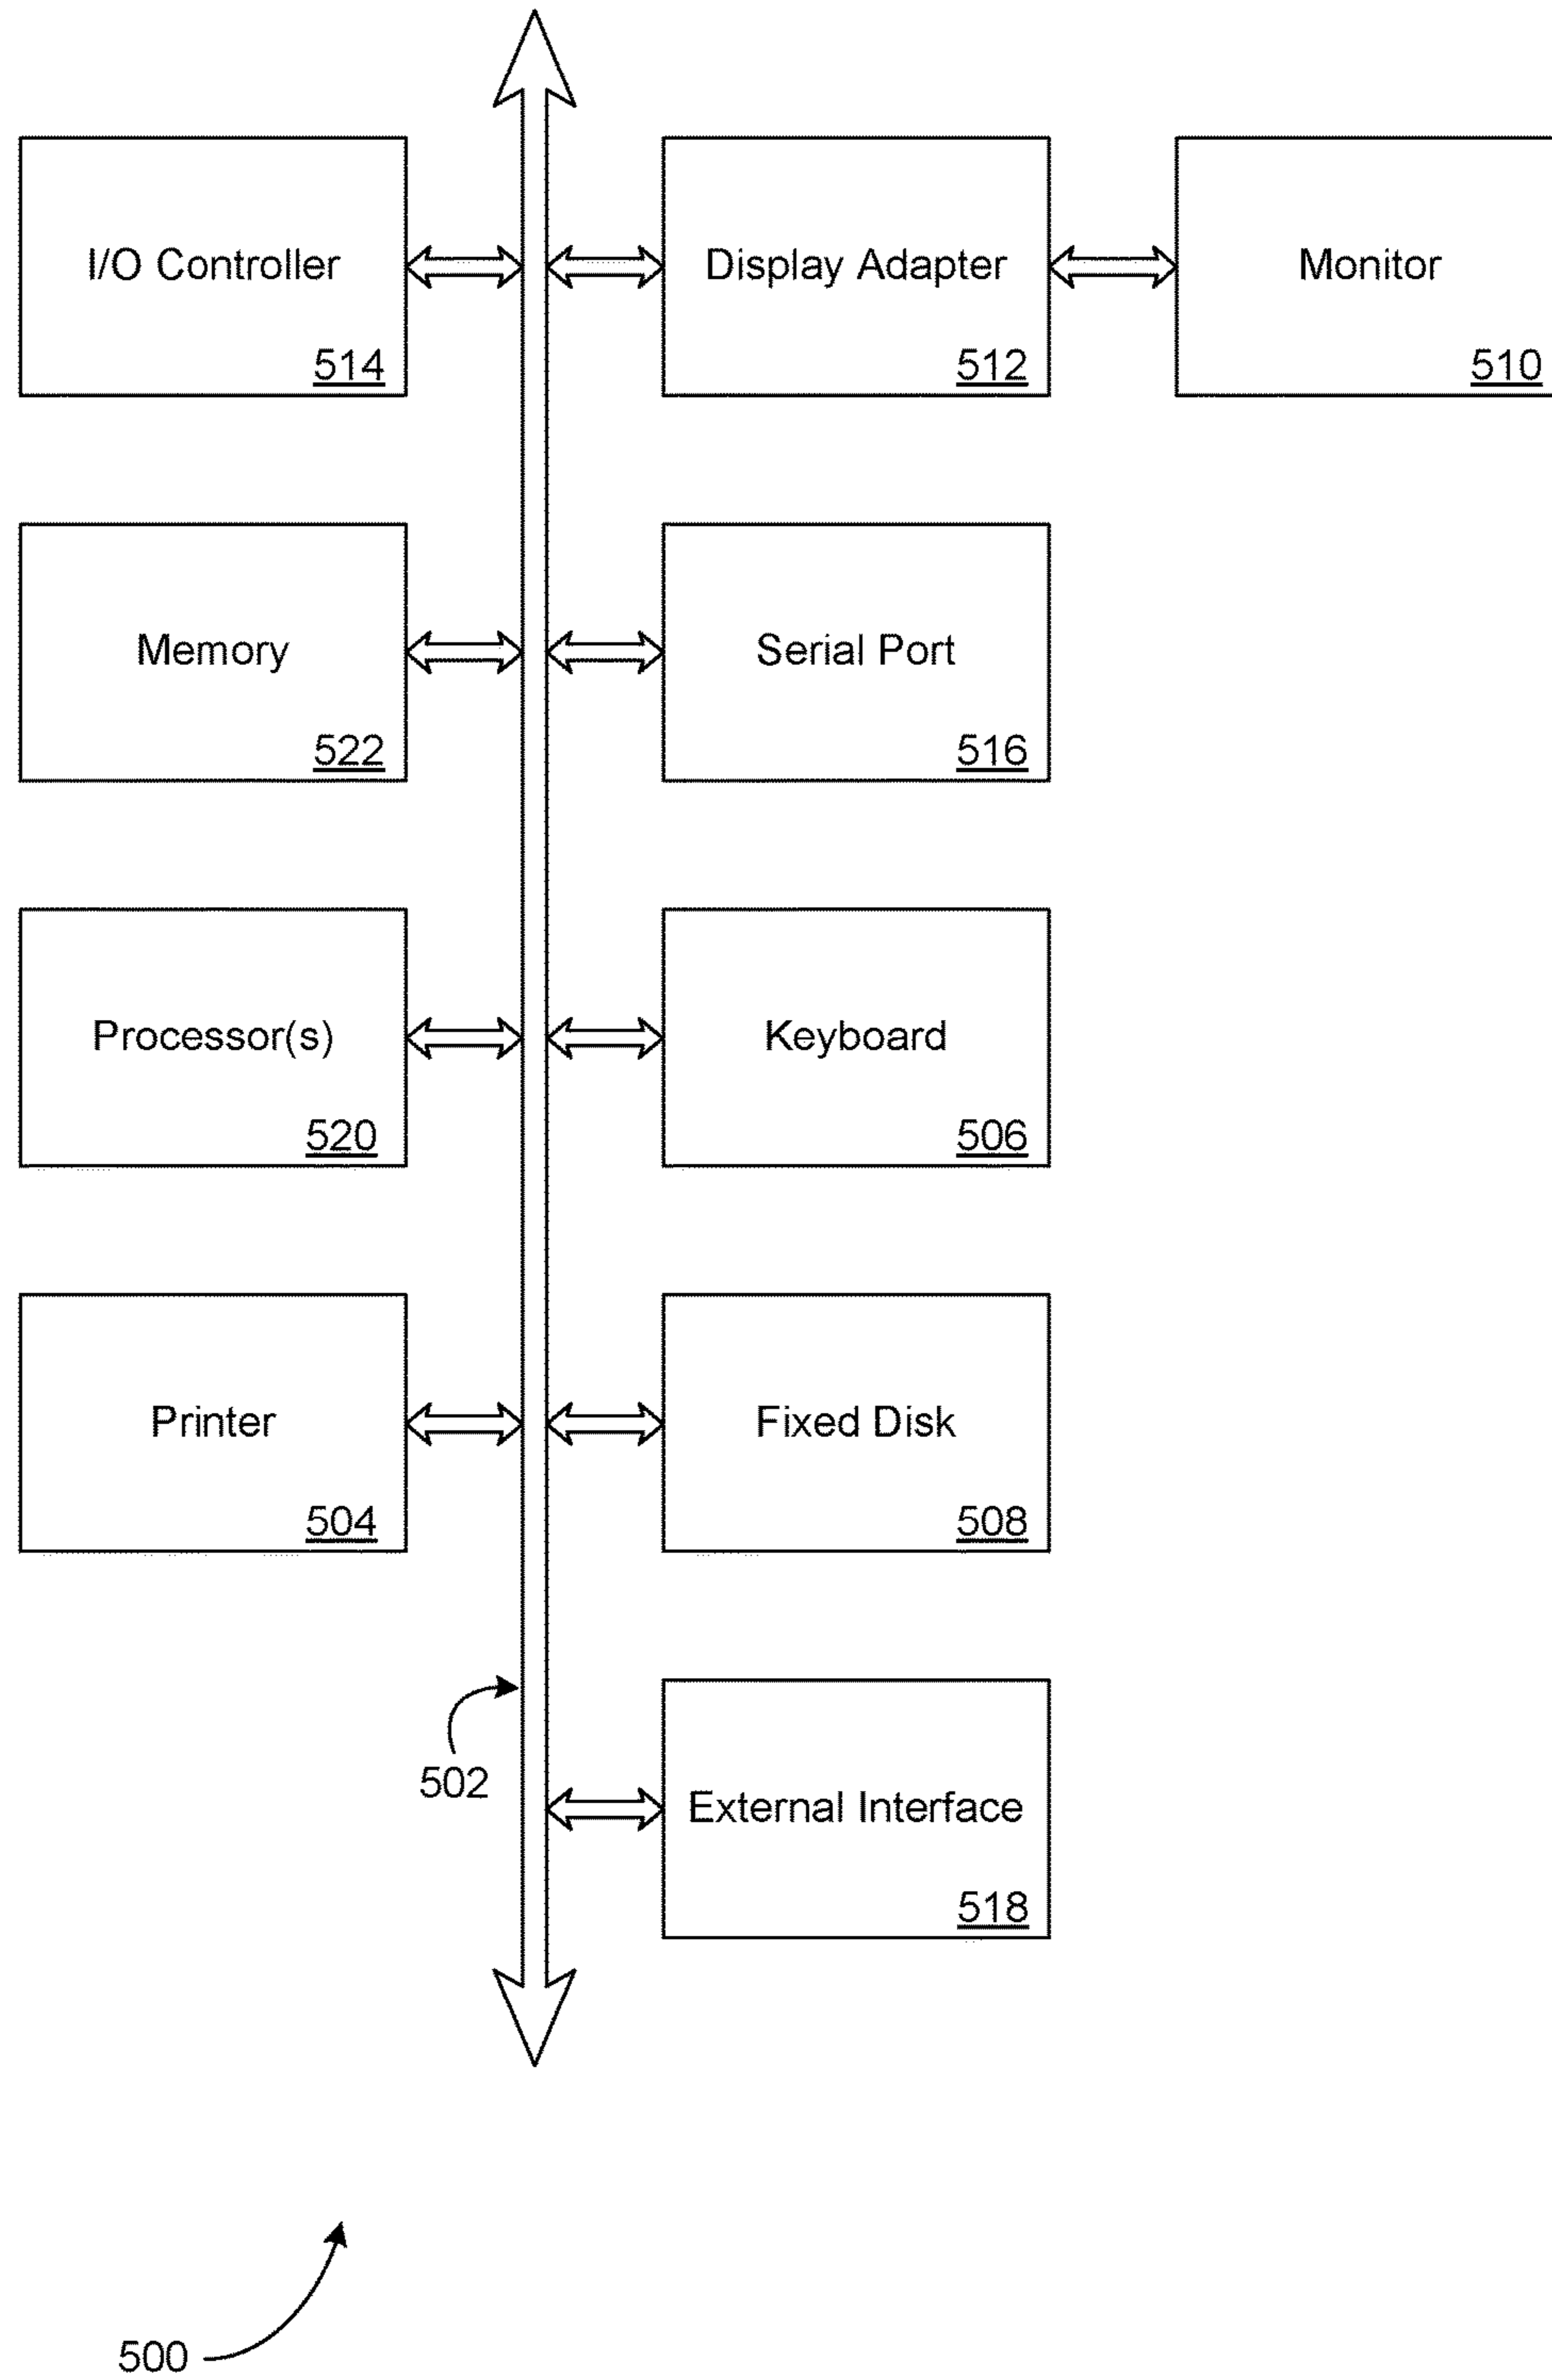 I/O Controller
514
Display Adapter
512
Monitor
510
Memory
522
Serial Port
516
Processor(s)
520
Keyboard
506
Printer
504
Fixed Disk
508
502
External Interface
518
500